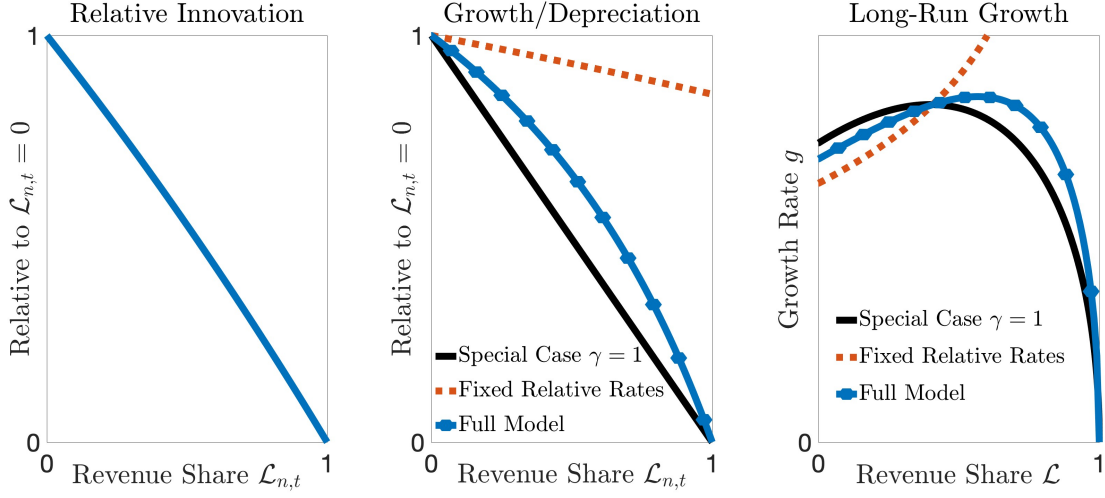 Relative Innovation
Relative to $\mathcal{L}_{n,t} = 0$
1
0
0
1
Revenue Share $\mathcal{L}_{n,t}$
Growth/Depreciation
Relative to $\mathcal{L}_{n,t} = 0$
1
0
Special Case $\gamma = 1$
Fixed Relative Rates
Full Model
0
1
Revenue Share $\mathcal{L}_{n,t}$
Long-Run Growth
Growth Rate $g$
Special Case $\gamma = 1$
Fixed Relative Rates
Full Model
0
1
Revenue Share $\mathcal{L}$